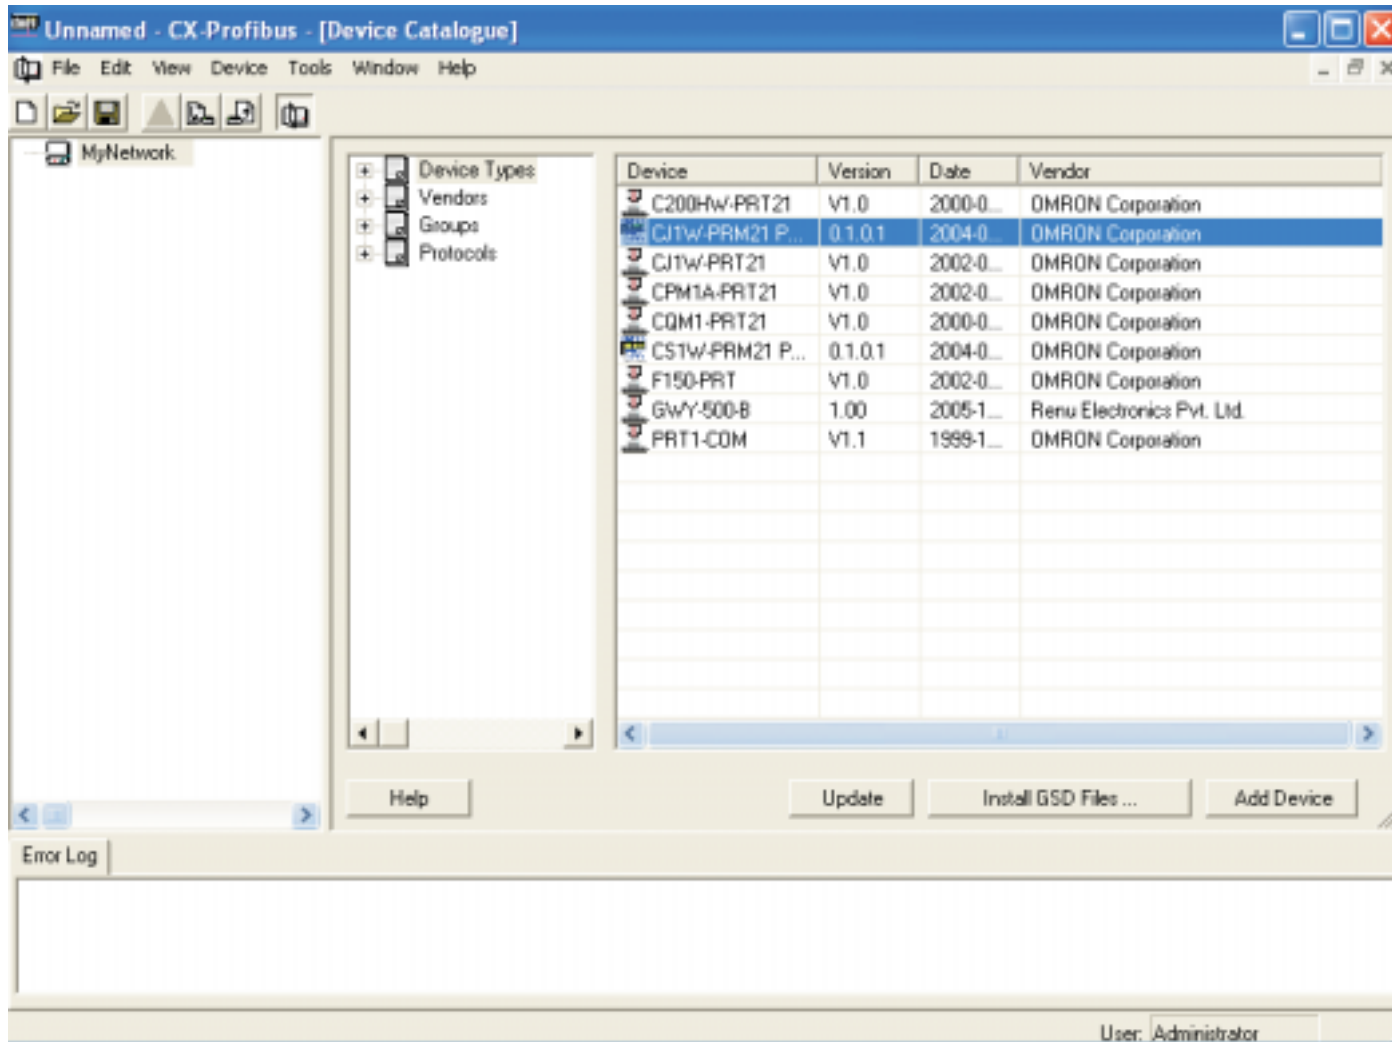 Unnamed - CX-Profibus - [Device Catalogue]
File Edit View Device Tools Window Help
MyNetwork
Device Types
Vendors
Groups
Protocols
Device Version Date Vendor
C200HW-PRT21 V1.0 2000-0... OMRON Corporation
CJ1W-PRM21 P... 0.1.0.1 2004-0... OMRON Corporation
CJ1W-PRT21 V1.0 2002-0... OMRON Corporation
CPM1A-PRT21 V1.0 2002-0... OMRON Corporation
CQM1-PRT21 V1.0 2000-0... OMRON Corporation
CS1W-PRM21 P... 0.1.0.1 2004-0... OMRON Corporation
F150-PRT V1.0 2002-0... OMRON Corporation
GWY-500-B 1.00 2005-1... Renu Electronics Pvt. Ltd.
PRT1-COM V1.1 1999-1... OMRON Corporation
Help Update Install GSD Files ... Add Device
Error Log
User: Administrator